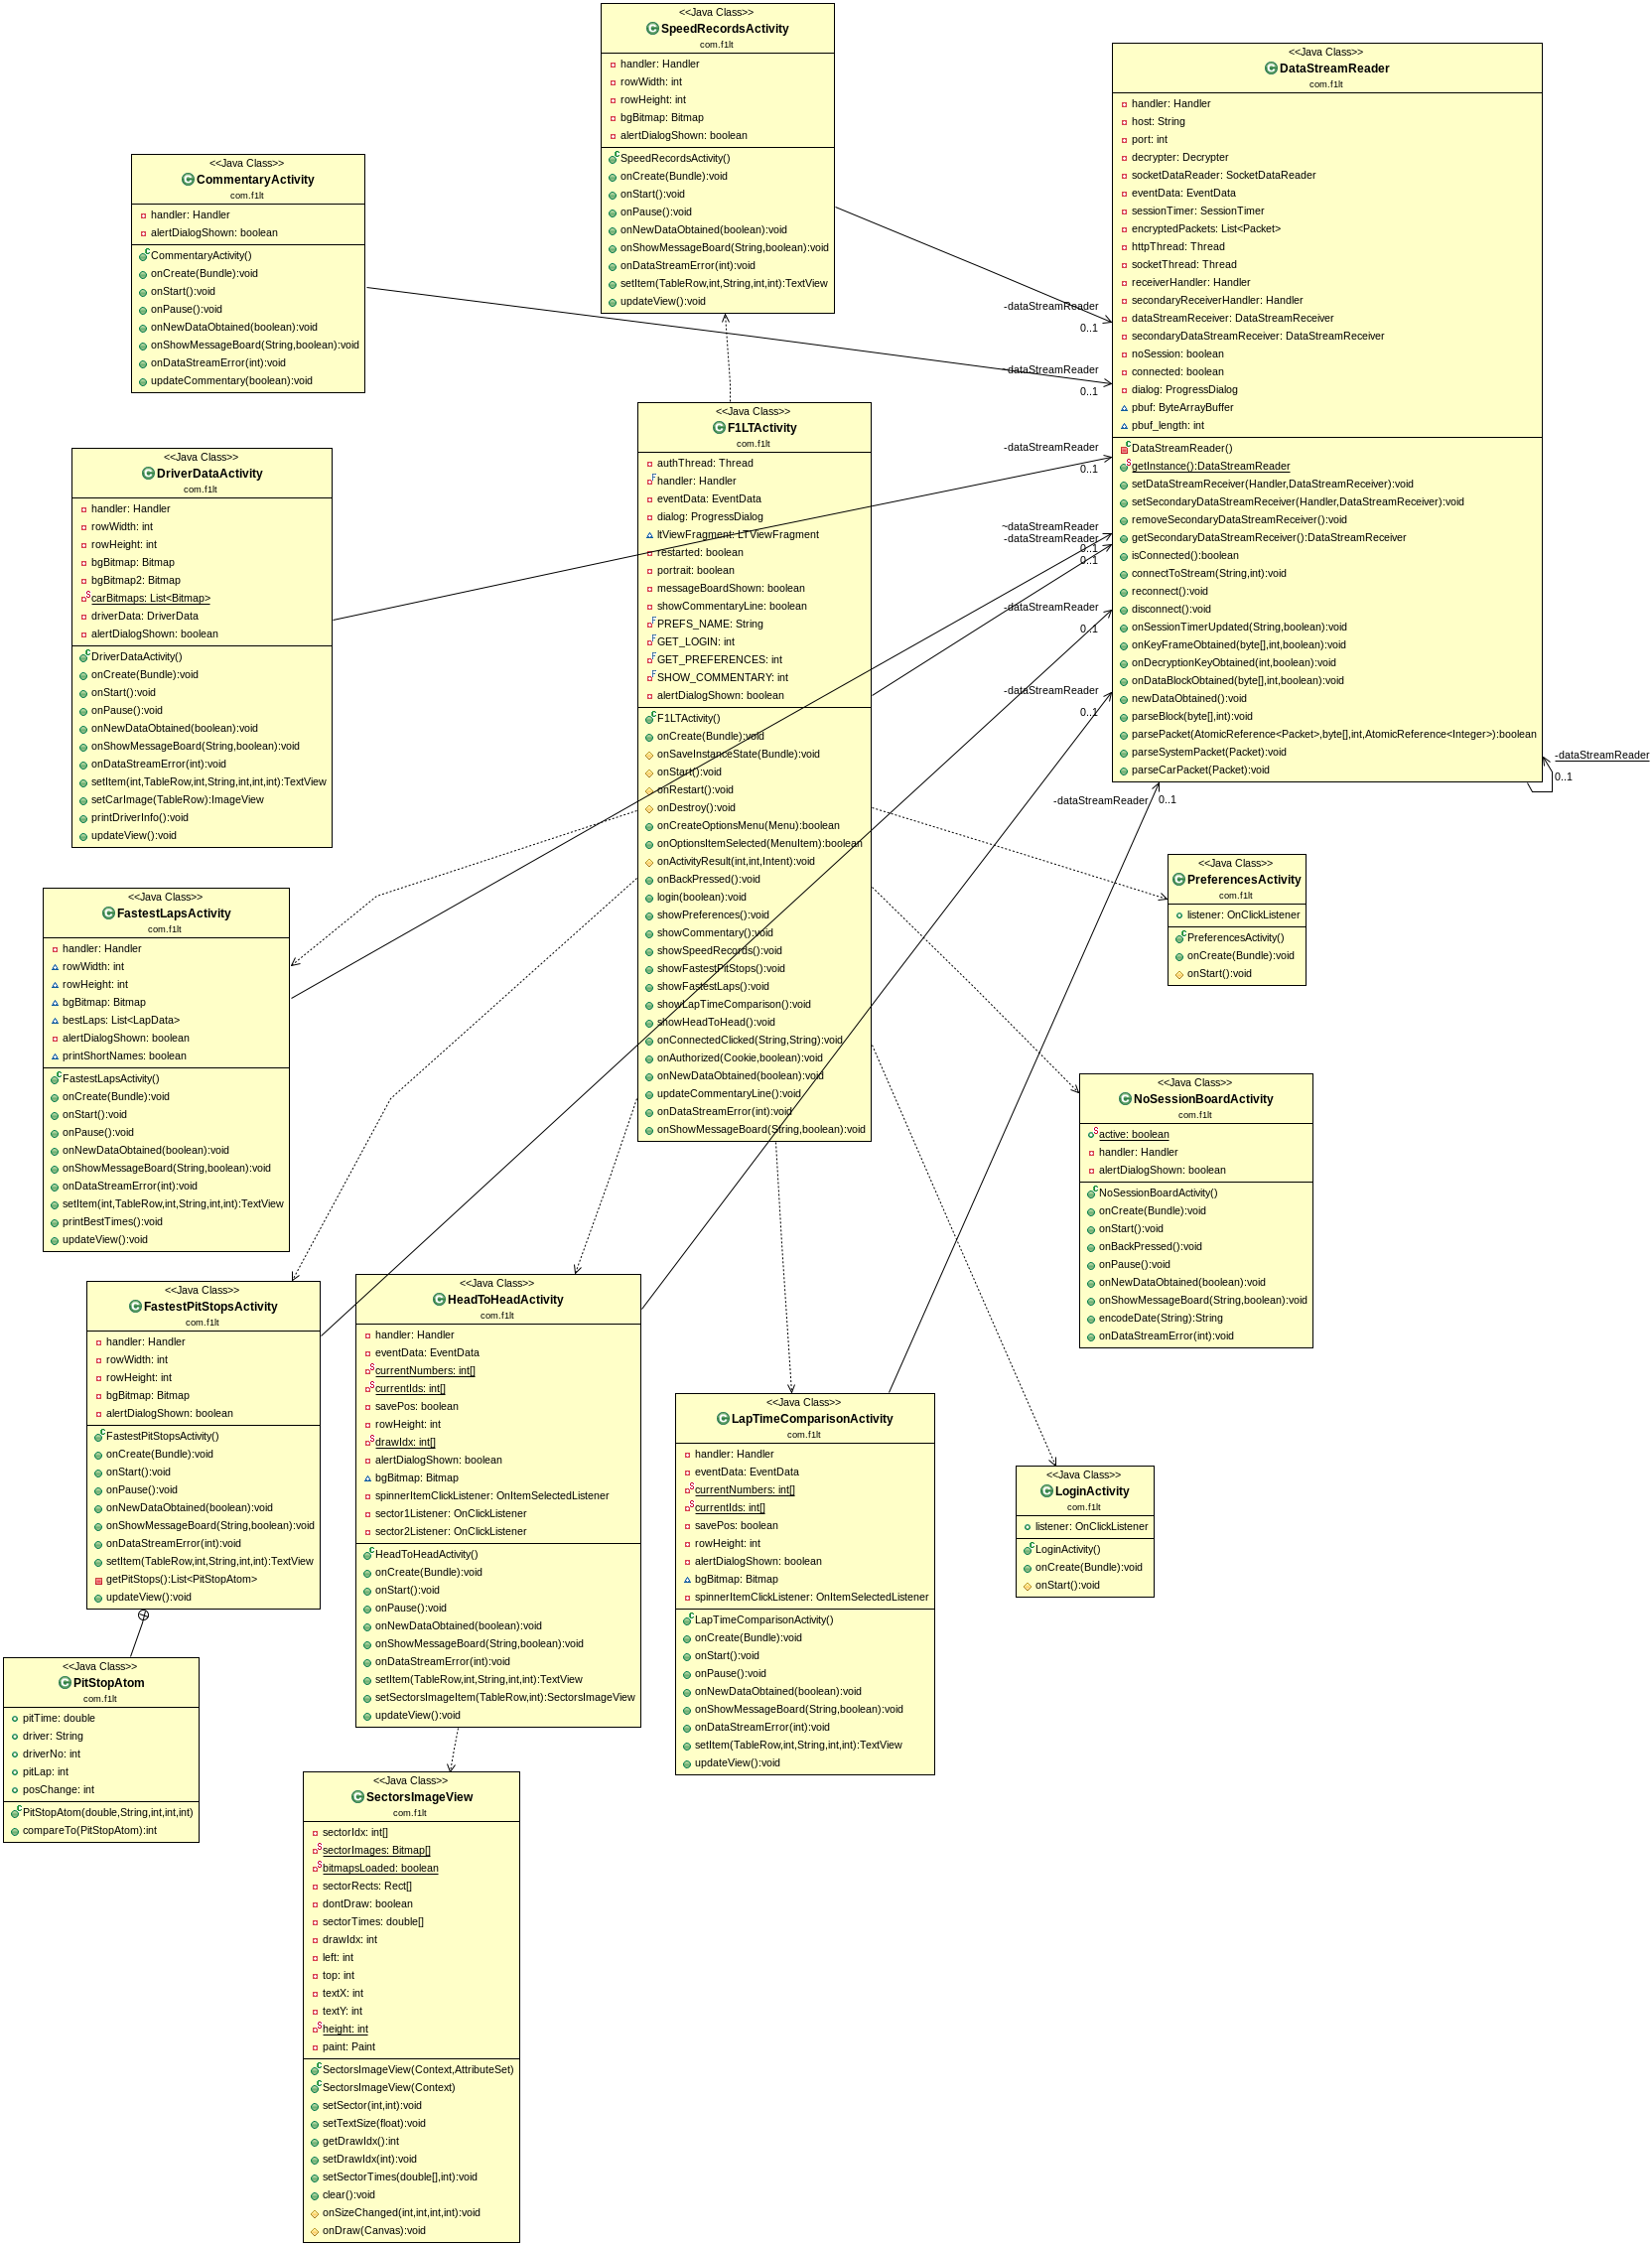 <<Java Class>>
SpeedRecordsActivity
com.f1lt
handler: Handler
rowWidth: int
rowHeight: int
bgBitmap: Bitmap
alertDialogShown: boolean
SpeedRecordsActivity()
onCreate(Bundle):void
onStart():void
onPause():void
onNewDataObtained(boolean):void
onShowMessageBoard(String,boolean):void
onDataStreamError(int):void
setItem(TableRow,int,String,int,int):TextView
updateView():void
<<Java Class>>
DataStreamReader
com.f1lt
handler: Handler
host: String
port: int
decrypter: Decrypter
socketDataReader: SocketDataReader
eventData: EventData
sessionTimer: SessionTimer
encryptedPackets: List<Packet>
httpThread: Thread
socketThread: Thread
receiverHandler: Handler
secondaryReceiverHandler: Handler
dataStreamReceiver: DataStreamReceiver
secondaryDataStreamReceiver: DataStreamReceiver
noSession: boolean
connected: boolean
dialog: ProgressDialog
pbuf: ByteArrayBuffer
pbuf_length: int
DataStreamReader()
getInstance():DataStreamReader
setDataStreamReceiver(Handler,DataStreamReceiver):void
setSecondaryDataStreamReceiver(Handler,DataStreamReceiver):void
removeSecondaryDataStreamReceiver():void
getSecondaryDataStreamReceiver():DataStreamReceiver
isConnected():boolean
connectToStream(String,int):void
reconnect():void
disconnect():void
onSessionTimerUpdated(String,boolean):void
onKeyFrameObtained(byte[],int,boolean):void
onDecryptionKeyObtained(int,boolean):void
onDataBlockObtained(byte[],int,boolean):void
newDataObtained():void
parseBlock(byte[],int):void
parsePacket(AtomicReference<Packet>,byte[],int,AtomicReference<Integer>):boolean
parseSystemPacket(Packet):void
parseCarPacket(Packet):void
<<Java Class>>
CommentaryActivity
com.f1lt
handler: Handler
alertDialogShown: boolean
CommentaryActivity()
onCreate(Bundle):void
onStart():void
onPause():void
onNewDataObtained(boolean):void
onShowMessageBoard(String,boolean):void
onDataStreamError(int):void
updateCommentary(boolean):void
-dataStreamReader
0..1
-dataStreamReader
0..1
-dataStreamReader
0..1
~dataStreamReader
-dataStreamReader
0..1
0..1
-dataStreamReader
0..1
-dataStreamReader
0..1
-dataStreamReader
0..1
-dataStreamReader
0..1
<<Java Class>>
F1LTActivity
com.f1lt
authThread: Thread
handler: Handler
eventData: EventData
dialog: ProgressDialog
ltViewFragment: LTViewFragment
restarted: boolean
portrait: boolean
messageBoardShown: boolean
showCommentaryLine: boolean
PREFS_NAME: String
GET_LOGIN: int
GET_PREFERENCES: int
SHOW_COMMENTARY: int
alertDialogShown: boolean
F1LTActivity()
onCreate(Bundle):void
onSaveInstanceState(Bundle):void
onStart():void
onRestart():void
onDestroy():void
onCreateOptionsMenu(Menu):boolean
onOptionsItemSelected(MenuItem):boolean
onActivityResult(int,int,Intent):void
onBackPressed():void
login(boolean):void
showPreferences():void
showCommentary():void
showSpeedRecords():void
showFastestPitStops():void
showFastestLaps():void
showLapTimeComparison():void
showHeadToHead():void
onConnectedClicked(String,String):void
onAuthorized(Cookie,boolean):void
onNewDataObtained(boolean):void
updateCommentaryLine():void
onDataStreamError(int):void
onShowMessageBoard(String,boolean):void
<<Java Class>>
DriverDataActivity
com.f1lt
handler: Handler
rowWidth: int
rowHeight: int
bgBitmap: Bitmap
bgBitmap2: Bitmap
carBitmaps: List<Bitmap>
driverData: DriverData
alertDialogShown: boolean
DriverDataActivity()
onCreate(Bundle):void
onStart():void
onPause():void
onNewDataObtained(boolean):void
onShowMessageBoard(String,boolean):void
onDataStreamError(int):void
setItem(int,TableRow,int,String,int,int,int):TextView
setCarImage(TableRow):ImageView
printDriverInfo():void
updateView():void
<<Java Class>>
PreferencesActivity
com.f1lt
listener: OnClickListener
PreferencesActivity()
onCreate(Bundle):void
onStart():void
<<Java Class>>
FastestLapsActivity
com.f1lt
handler: Handler
rowWidth: int
rowHeight: int
bgBitmap: Bitmap
bestLaps: List<LapData>
alertDialogShown: boolean
printShortNames: boolean
FastestLapsActivity()
onCreate(Bundle):void
onStart():void
onPause():void
onNewDataObtained(boolean):void
onShowMessageBoard(String,boolean):void
onDataStreamError(int):void
setItem(int,TableRow,int,String,int,int):TextView
printBestTimes():void
updateView():void
<<Java Class>>
NoSessionBoardActivity
com.f1lt
active: boolean
handler: Handler
alertDialogShown: boolean
NoSessionBoardActivity()
onCreate(Bundle):void
onStart():void
onBackPressed():void
onPause():void
onNewDataObtained(boolean):void
onShowMessageBoard(String,boolean):void
encodeDate(String):String
onDataStreamError(int):void
<<Java Class>>
FastestPitStopsActivity
com.f1lt
handler: Handler
rowWidth: int
rowHeight: int
bgBitmap: Bitmap
alertDialogShown: boolean
FastestPitStopsActivity()
onCreate(Bundle):void
onStart():void
onPause():void
onNewDataObtained(boolean):void
onShowMessageBoard(String,boolean):void
onDataStreamError(int):void
setItem(TableRow,int,String,int,int):TextView
getPitStops():List<PitStopAtom>
updateView():void
<<Java Class>>
HeadToHeadActivity
com.f1lt
handler: Handler
eventData: EventData
currentNumbers: int[]
currentIds: int[]
savePos: boolean
rowHeight: int
drawIdx: int[]
alertDialogShown: boolean
bgBitmap: Bitmap
spinnerItemClickListener: OnItemSelectedListener
sector1Listener: OnClickListener
sector2Listener: OnClickListener
HeadToHeadActivity()
onCreate(Bundle):void
onStart():void
onPause():void
onNewDataObtained(boolean):void
onShowMessageBoard(String,boolean):void
onDataStreamError(int):void
setItem(TableRow,int,String,int,int):TextView
setSectorsImageItem(TableRow,int):SectorsImageView
updateView():void
<<Java Class>>
LapTimeComparisonActivity
com.f1lt
handler: Handler
eventData: EventData
currentNumbers: int[]
currentIds: int[]
savePos: boolean
rowHeight: int
alertDialogShown: boolean
bgBitmap: Bitmap
spinnerItemClickListener: OnItemSelectedListener
LapTimeComparisonActivity()
onCreate(Bundle):void
onStart():void
onPause():void
onNewDataObtained(boolean):void
onShowMessageBoard(String,boolean):void
onDataStreamError(int):void
setItem(TableRow,int,String,int,int):TextView
updateView():void
<<Java Class>>
LoginActivity
com.f1lt
listener: OnClickListener
LoginActivity()
onCreate(Bundle):void
onStart():void
<<Java Class>>
PitStopAtom
com.f1lt
pitTime: double
driver: String
driverNo: int
pitLap: int
posChange: int
PitStopAtom(double,String,int,int,int)
compareTo(PitStopAtom):int
<<Java Class>>
SectorsImageView
com.f1lt
sectorIdx: int[]
sectorImages: Bitmap[]
bitmapsLoaded: boolean
sectorRects: Rect[]
dontDraw: boolean
sectorTimes: double[]
drawIdx: int
left: int
top: int
textX: int
textY: int
height: int
paint: Paint
SectorsImageView(Context,AttributeSet)
SectorsImageView(Context)
setSector(int,int):void
setTextSize(float):void
getDrawIdx():int
setDrawIdx(int):void
setSectorTimes(double[],int):void
clear():void
onSizeChanged(int,int,int,int):void
onDraw(Canvas):void